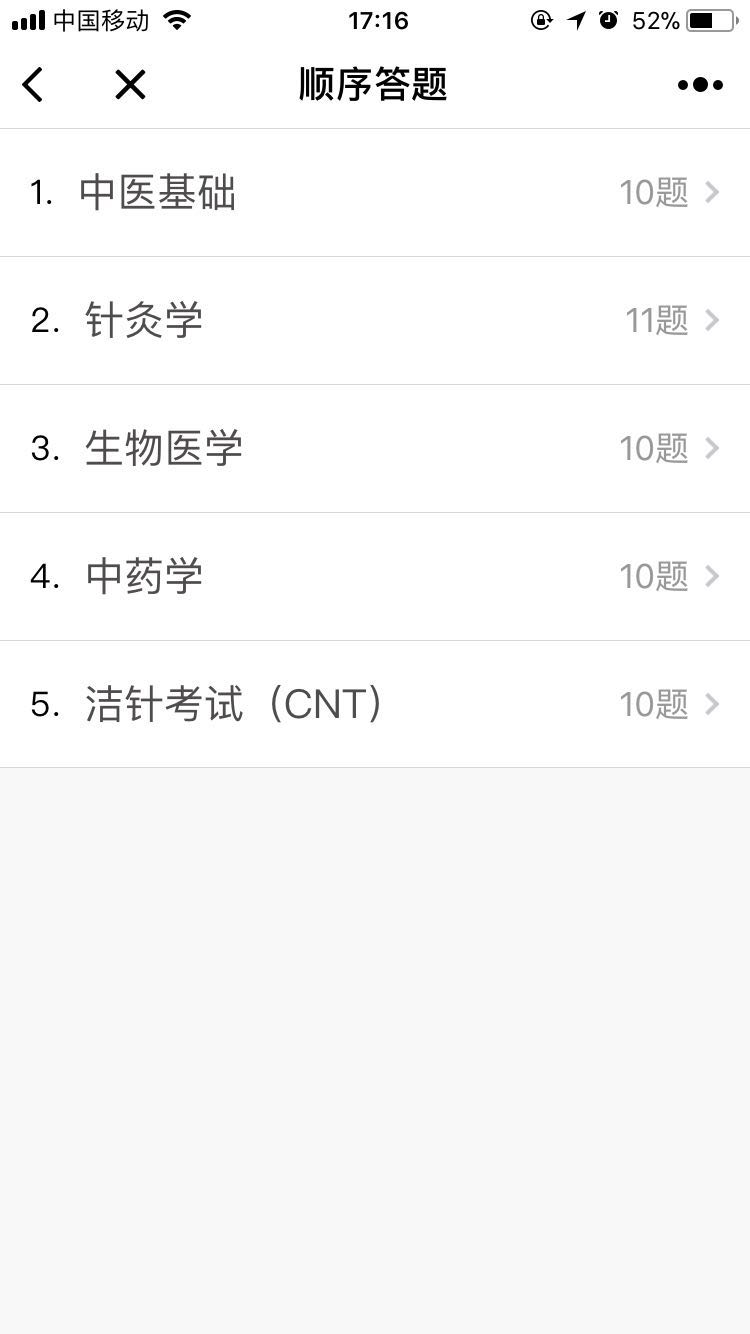 中国移动 17:16 52%
顺序答题
1. 中医基础 10题
2. 针灸学 11题
3. 生物医学 10题
4. 中药学 10题
5. 洁针考试（CNT） 10题